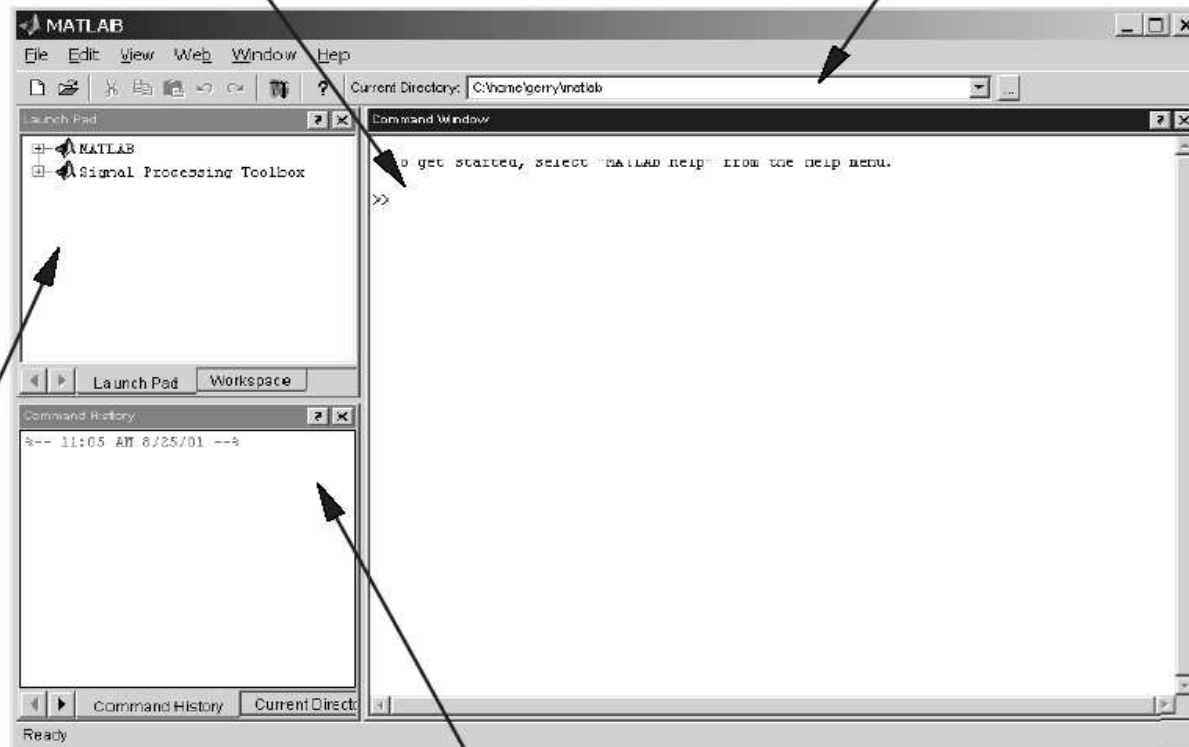 MATLAB
File Edit View Web Window Help
? Current Directory: C:\home\gerry\matlab ...
Launch Pad
MATLAB
Signal Processing Toolbox
Launch Pad Workspace
Command History
%-- 11:05 AM 8/25/01 --%
Command History Current Direct
Command Window
o get started, select "MATLAB Help" from the Help menu.
>>
Ready